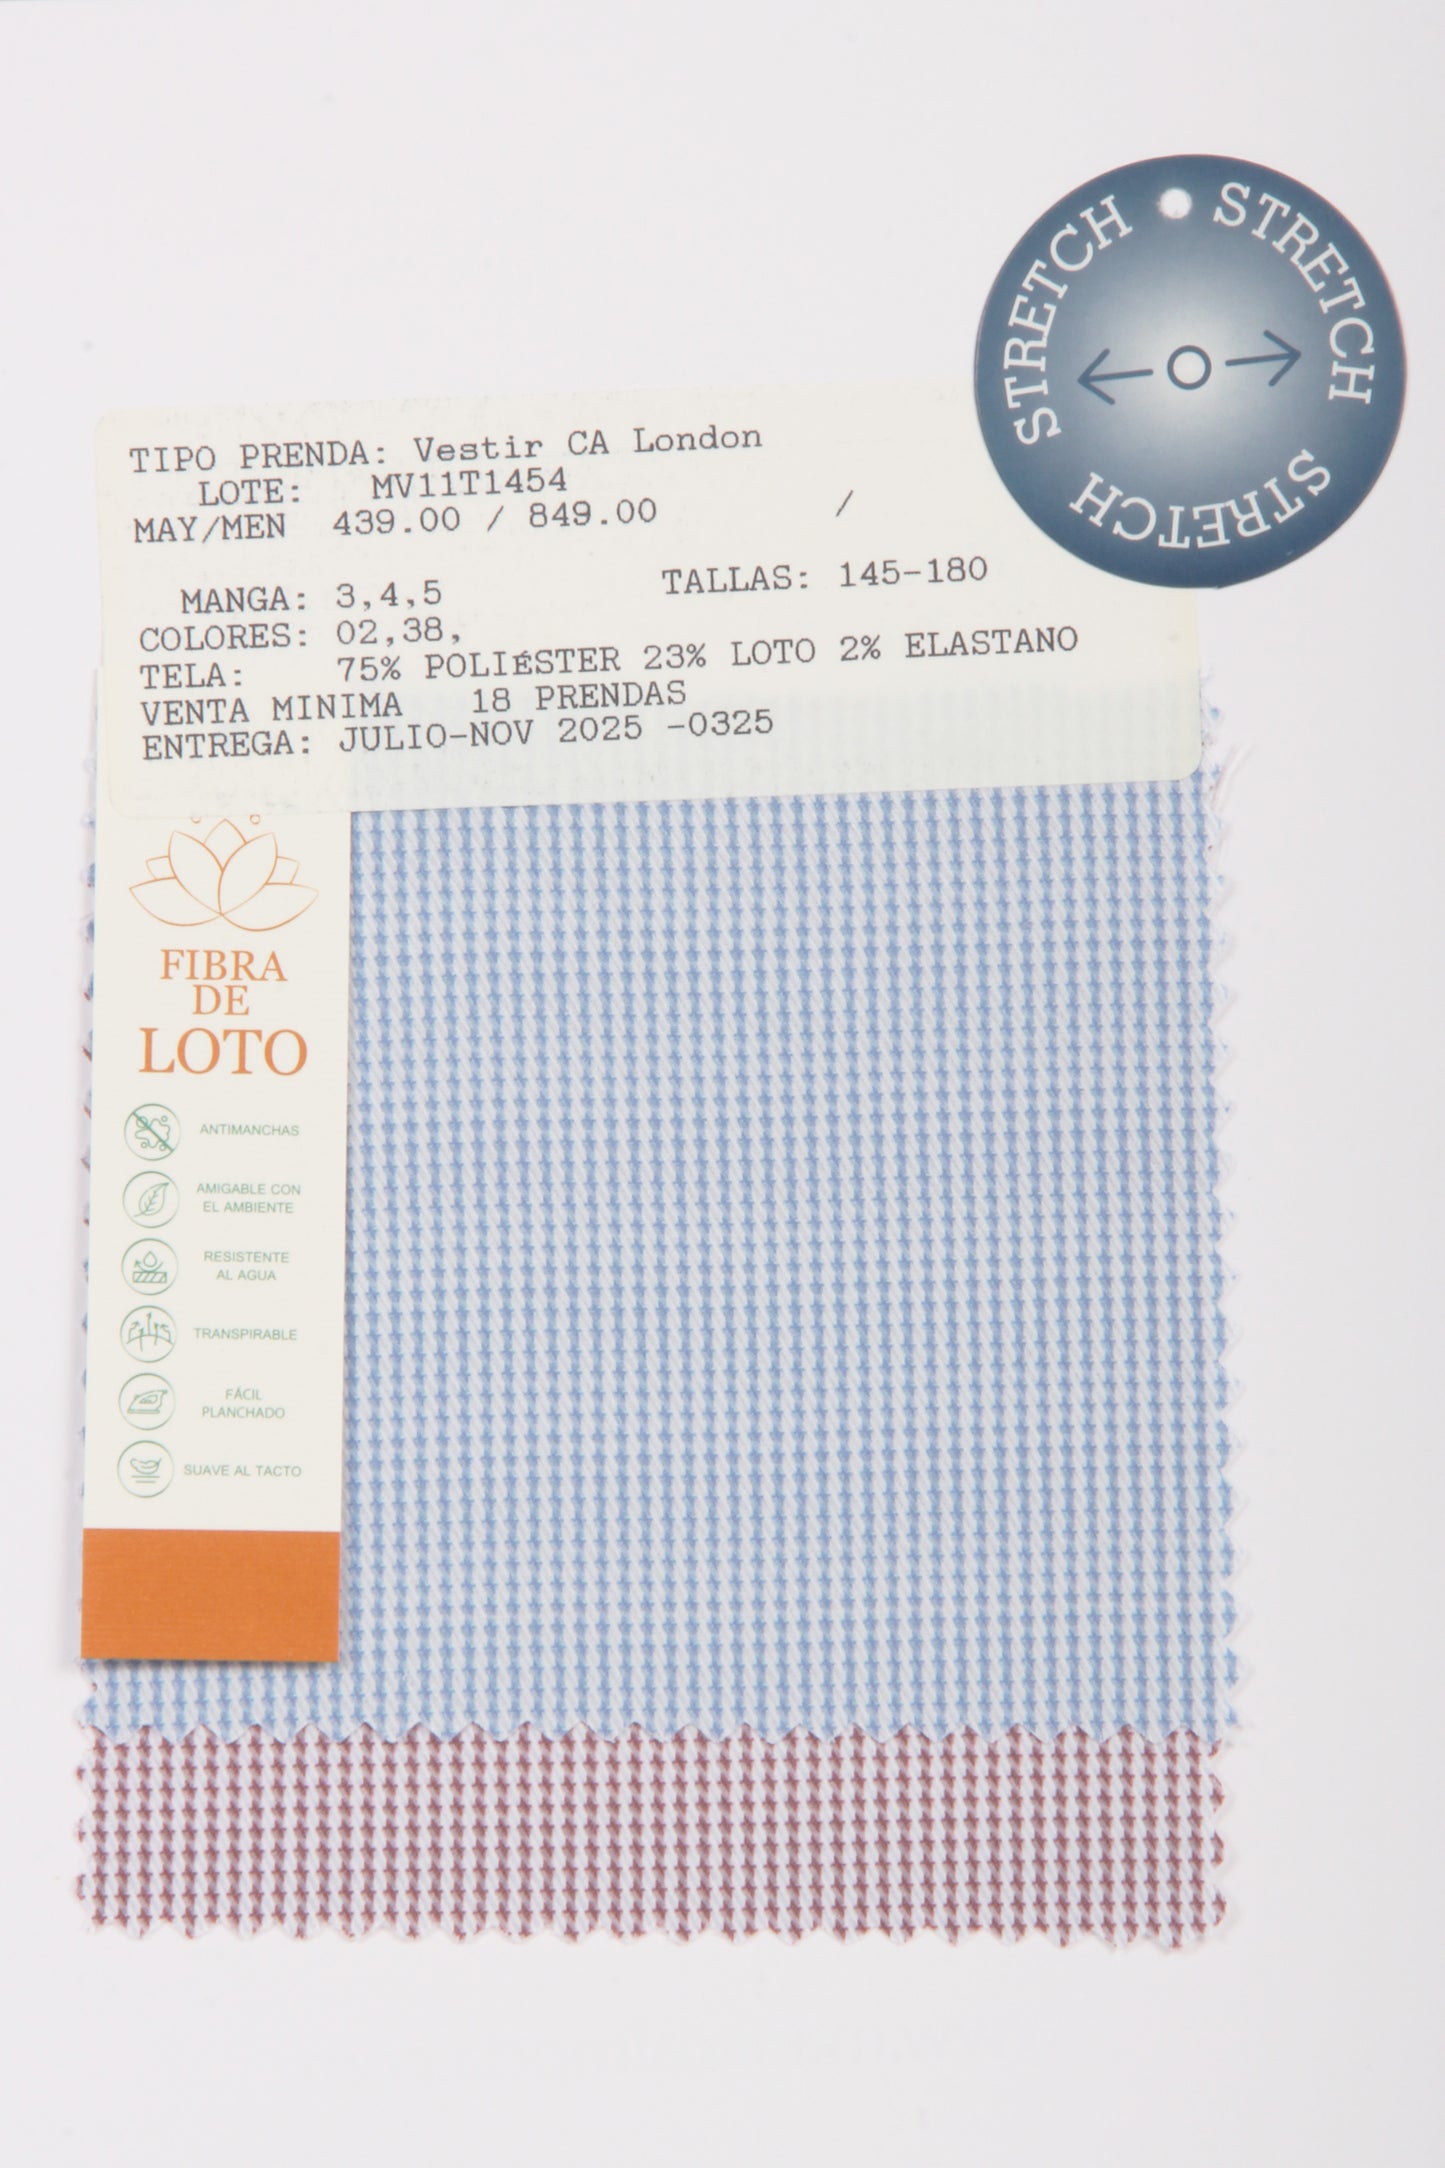 STRETCH STRETCH STRETCH
TIPO PRENDA: Vestir CA London
LOTE: MV11T1454
MAY/MEN 439.00 / 849.00 /
MANGA: 3,4,5 TALLAS: 145-180
COLORES: 02,38,
TELA: 75% POLIÉSTER 23% LOTO 2% ELASTANO
VENTA MINIMA 18 PRENDAS
ENTREGA: JULIO-NOV 2025 -0325
FIBRA
DE
LOTO
ANTIMANCHAS
AMIGABLE CON
EL AMBIENTE
RESISTENTE
AL AGUA
TRANSPIRABLE
FÁCIL
PLANCHADO
SUAVE AL TACTO